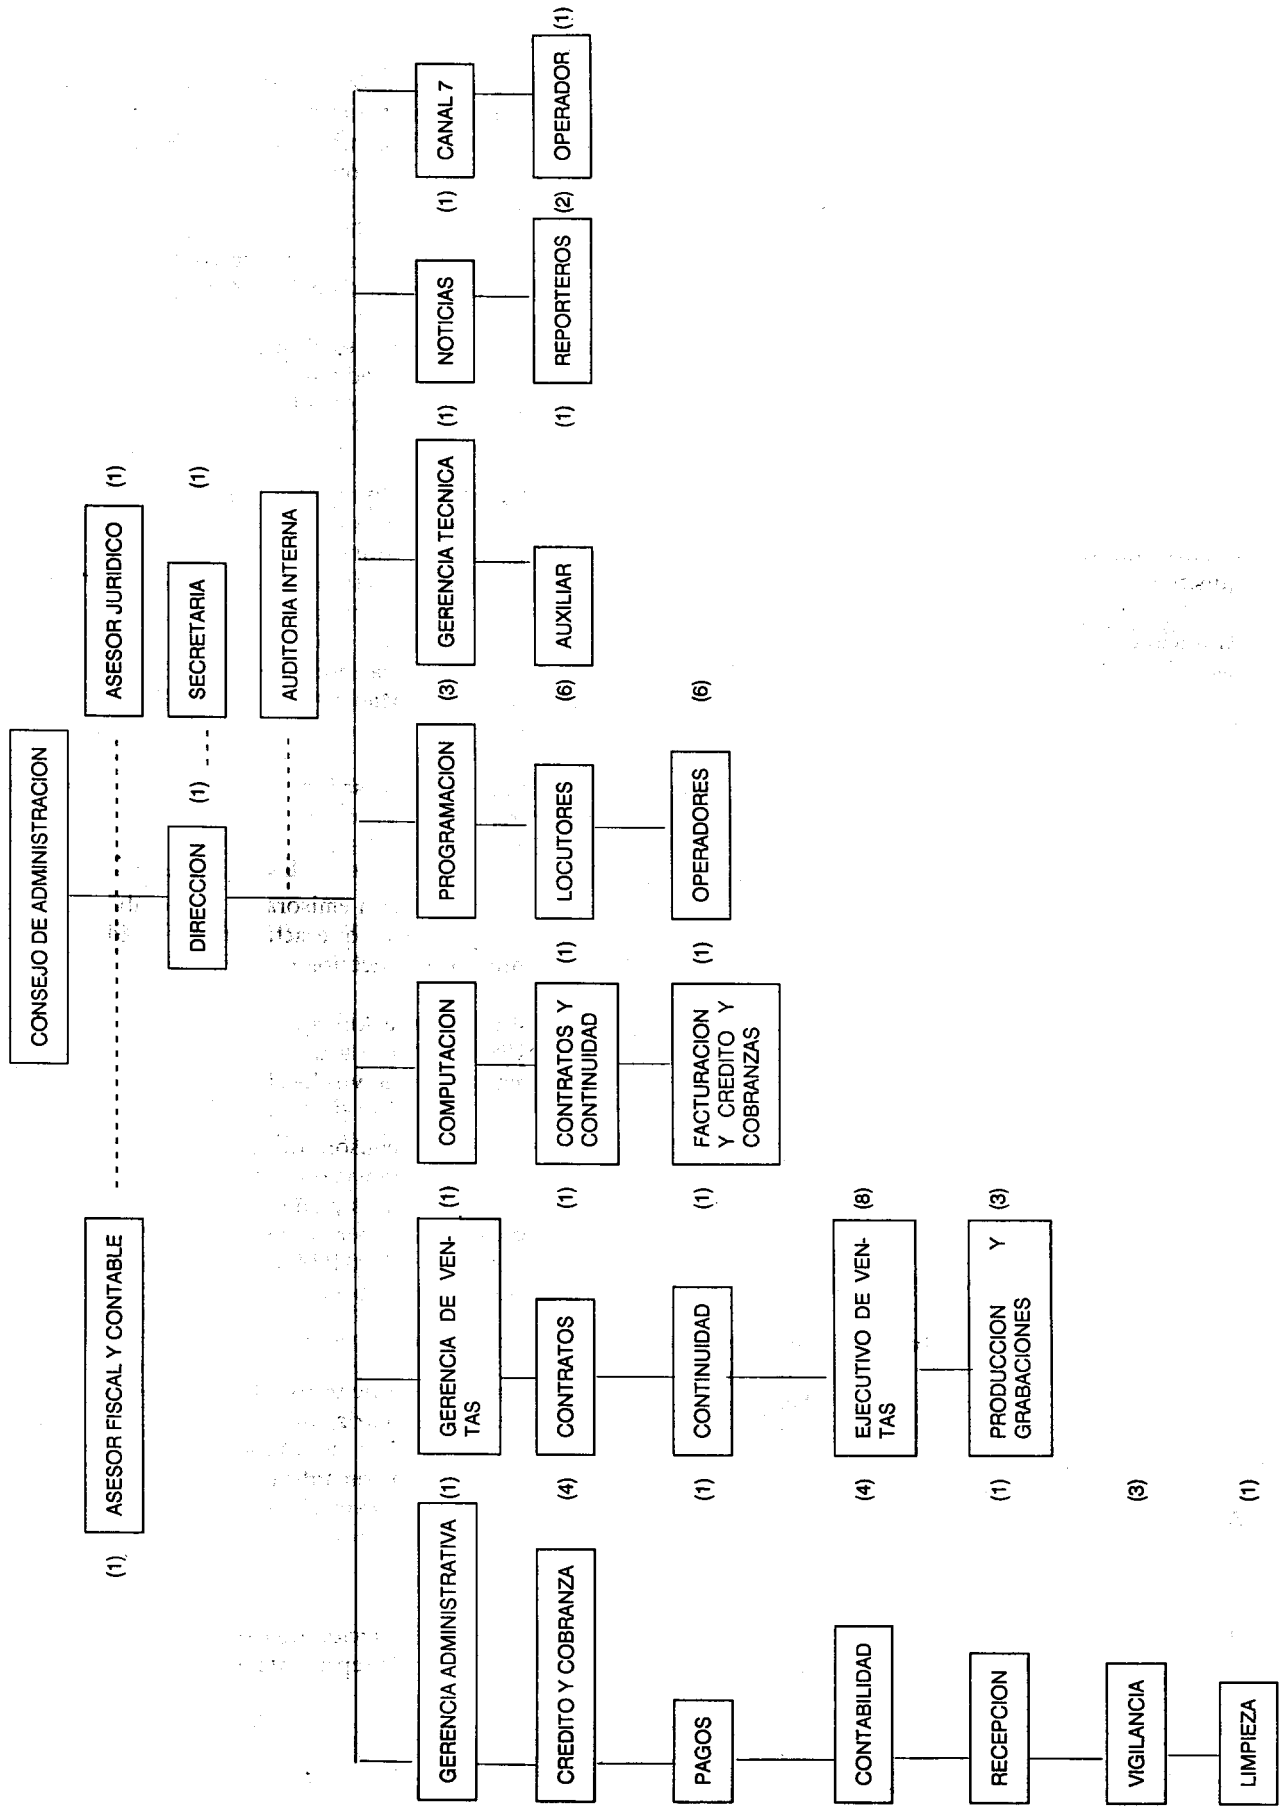 CONSEJO DE ADMINISTRACION
(1)
ASESOR FISCAL Y CONTABLE
ASESOR JURIDICO
(1)
DIRECCION
(1)
SECRETARIA
(1)
AUDITORIA INTERNA
GERENCIA ADMINISTRATIVA
(1)
GERENCIA DE VEN-
TAS
(1)
COMPUTACION
PROGRAMACION
(3)
GERENCIA TECNICA
(1)
NOTICIAS
(1)
CANAL 7
CREDITO Y COBRANZA
(4)
CONTRATOS
(1)
CONTRATOS Y
CONTINUIDAD
(1)
LOCUTORES
(6)
AUXILIAR
(1)
REPORTEROS
(2)
OPERADOR
(1)
PAGOS
(1)
CONTINUIDAD
(1)
FACTURACION
Y CREDITO Y
COBRANZAS
(1)
OPERADORES
(6)
CONTABILIDAD
(4)
EJECUTIVO DE VEN-
TAS
(8)
RECEPCION
(1)
PRODUCCION Y
GRABACIONES
(3)
VIGILANCIA
(3)
LIMPIEZA
(1)